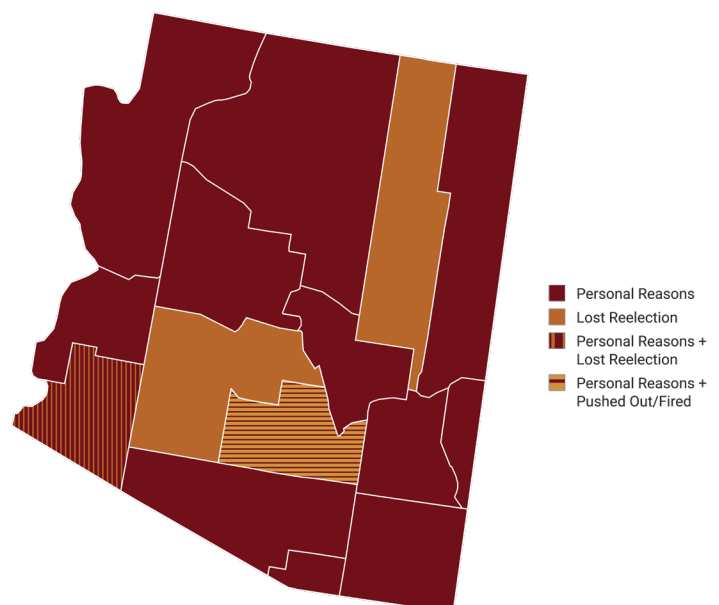 Personal Reasons
Lost Reelection
Personal Reasons +
Lost Reelection
Personal Reasons +
Pushed Out/Fired